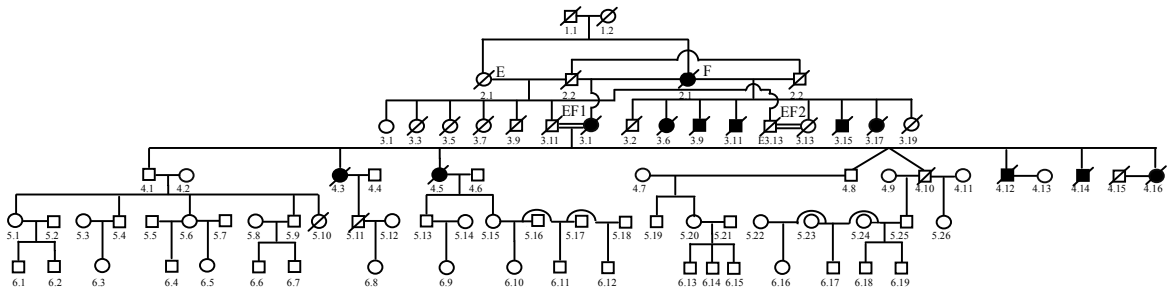 1.1 1.2
E F
2.1 2.2 2.1 2.2
EF1 EF2
3.1 3.3 3.5 3.7 3.9 3.11 3.1 3.2 3.6 3.9 3.11 E3.13 3.13 3.15 3.17 3.19
4.1 4.2 4.3 4.4 4.5 4.6 4.7 4.8 4.9 4.10 4.11 4.12 4.13 4.14 4.15 4.16
5.1 5.2 5.3 5.4 5.5 5.6 5.7 5.8 5.9 5.10 5.11 5.12 5.13 5.14 5.15 5.16 5.17 5.18 5.19 5.20 5.21 5.22 5.23 5.24 5.25 5.26
6.1 6.2 6.3 6.4 6.5 6.6 6.7 6.8 6.9 6.10 6.11 6.12 6.13 6.14 6.15 6.16 6.17 6.18 6.19